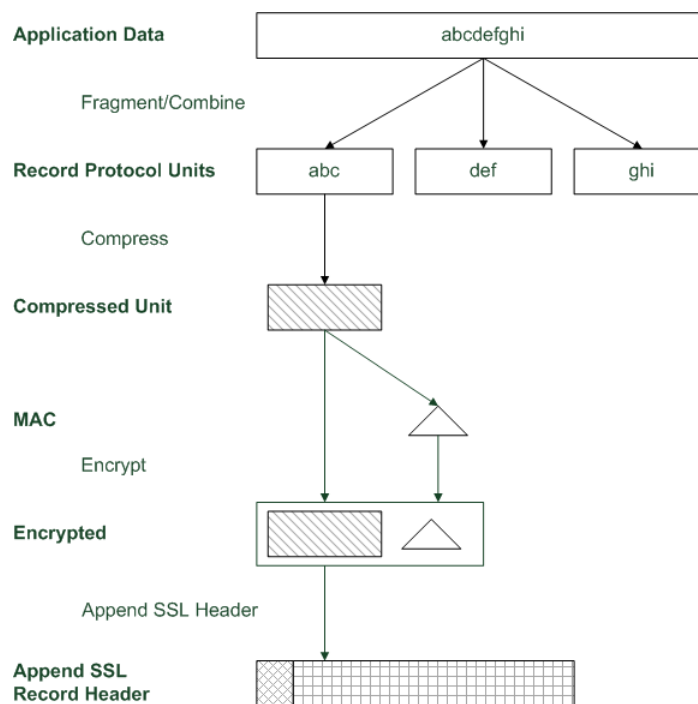 Application Data
abcdefghi
Fragment/Combine
Record Protocol Units
abc
def
ghi
Compress
Compressed Unit
MAC
Encrypt
Encrypted
Append SSL Header
Append SSL
Record Header